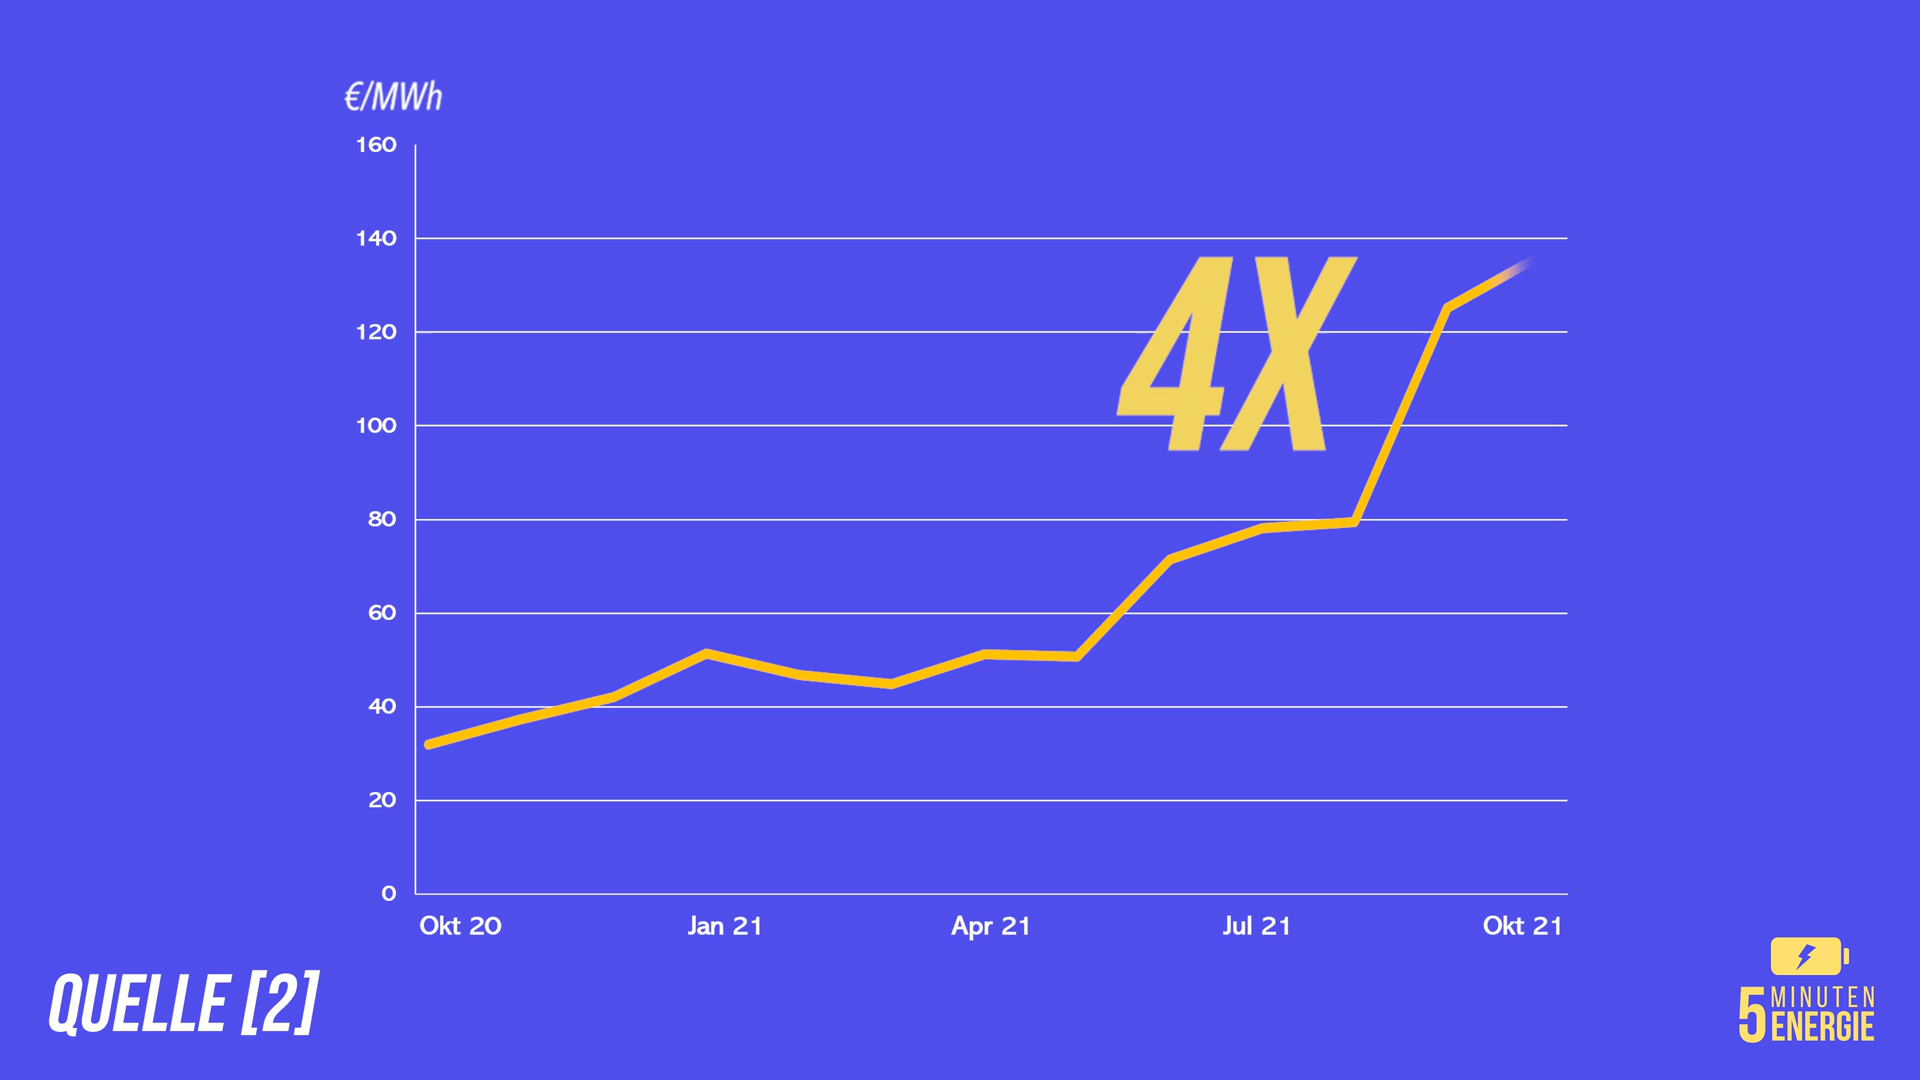 €/MWh
160
140
120
100
80
60
40
20
0
4X
Okt 20
Jan 21
Apr 21
Jul 21
Okt 21
QUELLE [2]
5 MINUTEN
ENERGIE